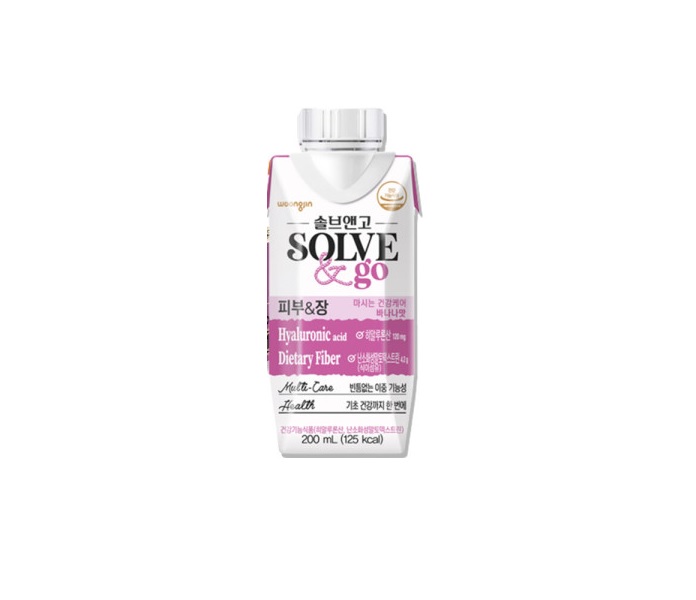 woongjin
솔브앤고
SOLVE
& go
피부&장
마시는 건강케어
바나나맛
Hyaluronic acid
히알루론산 120 mg
Dietary Fiber
난소화성말토덱스트린
(식이섬유)
Multi-Care
빈틈없는 이중 기능성
Health
기초 건강까지 한 번에
건강기능식품(히알루론산, 난소화성말토덱스트린)
200 mL (125 kcal)